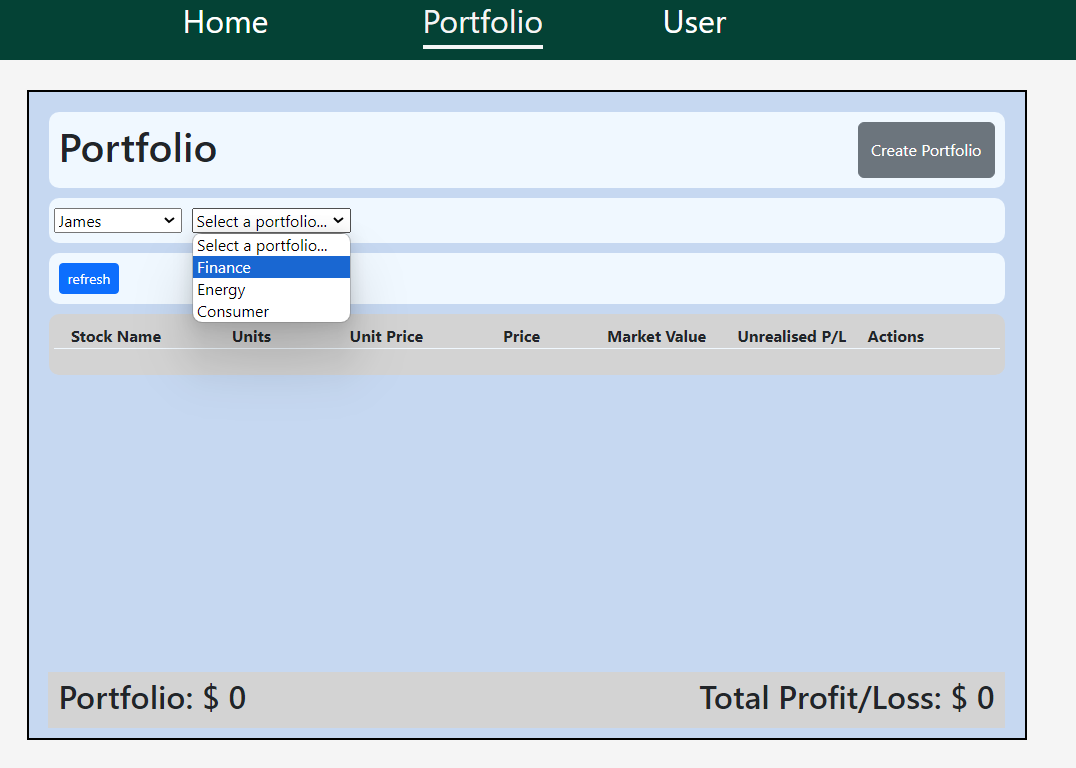 Home Portfolio User
Portfolio
Create Portfolio
James Select a portfolio...
Select a portfolio...
Finance
refresh
Energy
Consumer
Stock Name Units Unit Price Price Market Value Unrealised P/L Actions
Portfolio: $ 0 Total Profit/Loss: $ 0